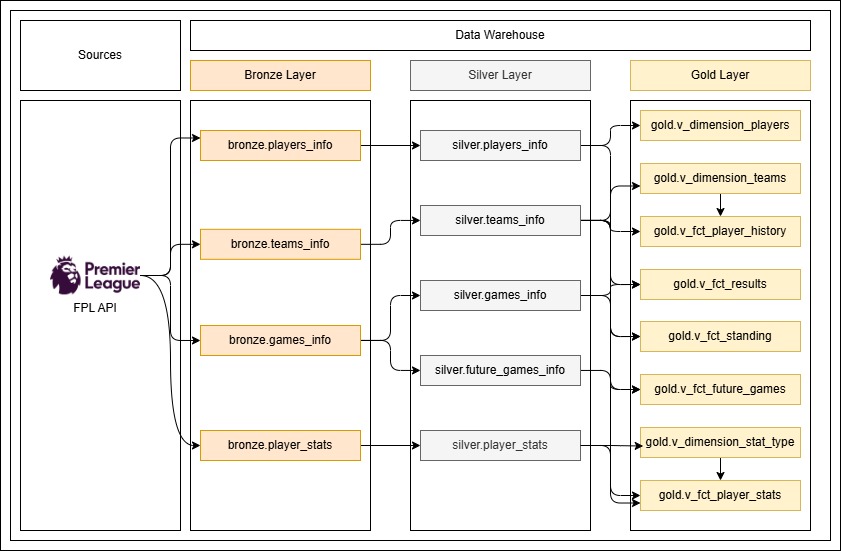 Sources
Data Warehouse
Bronze Layer
Silver Layer
Gold Layer
bronze.players_info
bronze.teams_info
bronze.games_info
bronze.player_stats
silver.players_info
silver.teams_info
silver.games_info
silver.future_games_info
silver.player_stats
gold.v_dimension_players
gold.v_dimension_teams
gold.v_fct_player_history
gold.v_fct_results
gold.v_fct_standing
gold.v_fct_future_games
gold.v_dimension_stat_type
gold.v_fct_player_stats
Premier
League
FPL API